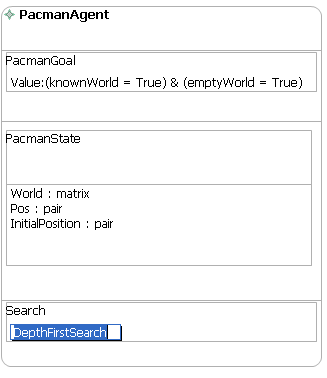 PacmanAgent
PacmanGoal
Value:(knownWorld = True) & (emptyWorld = True)
PacmanState
World : matrix
Pos : pair
InitialPosition : pair
Search
DepthFirstSearch